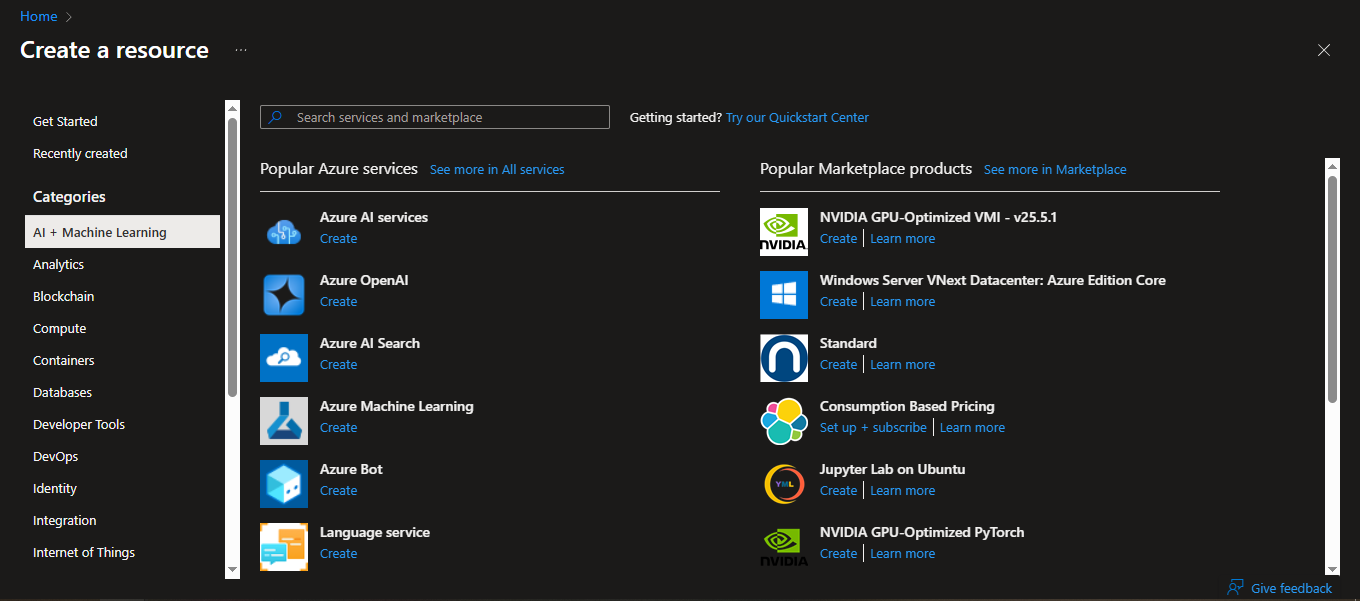 Home >
Create a resource ...
Get Started
Recently created
Categories
AI + Machine Learning
Analytics
Blockchain
Compute
Containers
Databases
Developer Tools
DevOps
Identity
Integration
Internet of Things
Search services and marketplace
Getting started? Try our Quickstart Center
Popular Azure services See more in All services
Azure AI services
Create
Azure OpenAI
Create
Azure AI Search
Create
Azure Machine Learning
Create
Azure Bot
Create
Language service
Create
Popular Marketplace products See more in Marketplace
NVIDIA
NVIDIA GPU-Optimized VMI - v25.5.1
Create | Learn more
Windows Server VNext Datacenter: Azure Edition Core
Create | Learn more
Standard
Create | Learn more
Consumption Based Pricing
Set up + subscribe | Learn more
YML
Jupyter Lab on Ubuntu
Create | Learn more
NVIDIA
NVIDIA GPU-Optimized PyTorch
Create | Learn more
Give feedback